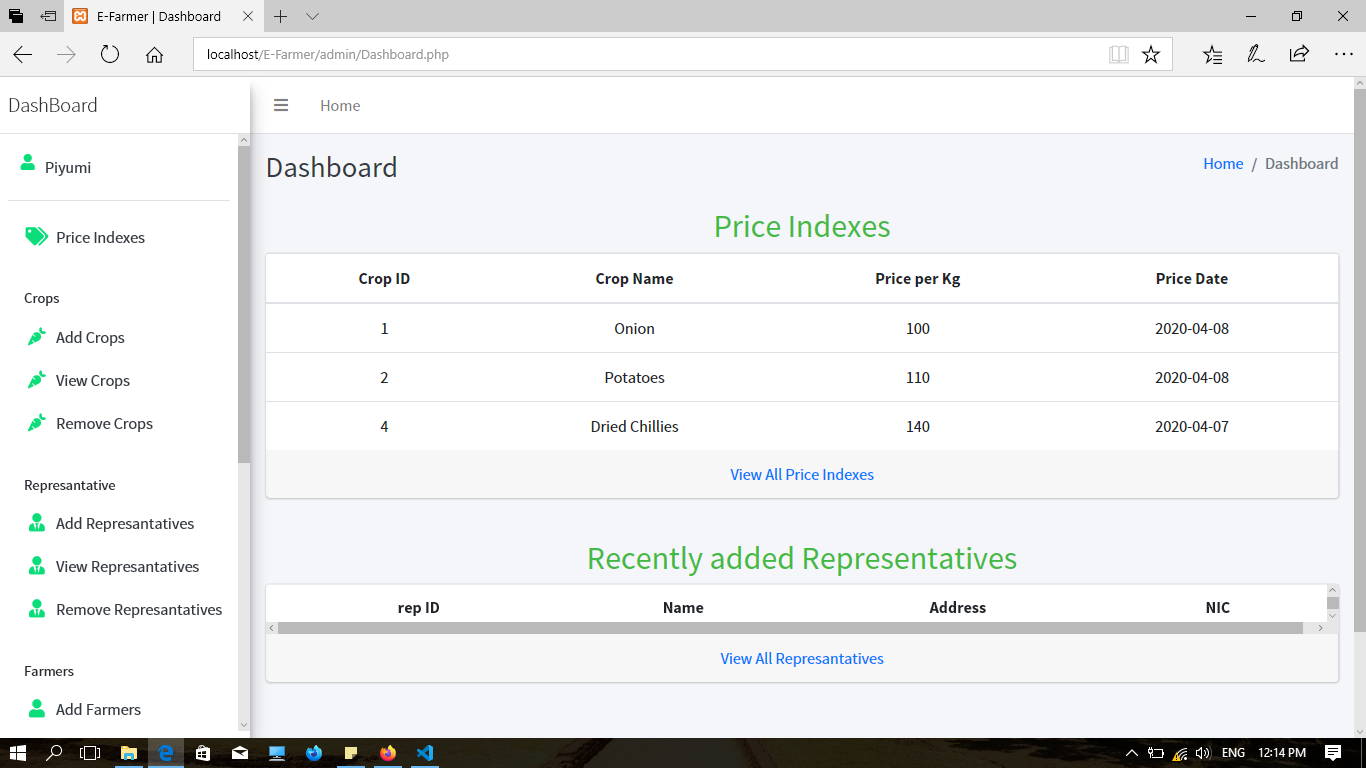 E-Farmer | Dashboard
localhost/E-Farmer/admin/Dashboard.php
DashBoard
Home
Piyumi
Price Indexes
Crops
Add Crops
View Crops
Remove Crops
Represantative
Add Represantatives
View Represantatives
Remove Represantatives
Farmers
Add Farmers
Dashboard
Home / Dashboard
Price Indexes
Crop ID Crop Name Price per Kg Price Date
1 Onion 100 2020-04-08
2 Potatoes 110 2020-04-08
4 Dried Chillies 140 2020-04-07
View All Price Indexes
Recently added Representatives
rep ID Name Address NIC
View All Represantatives
ENG 12:14 PM